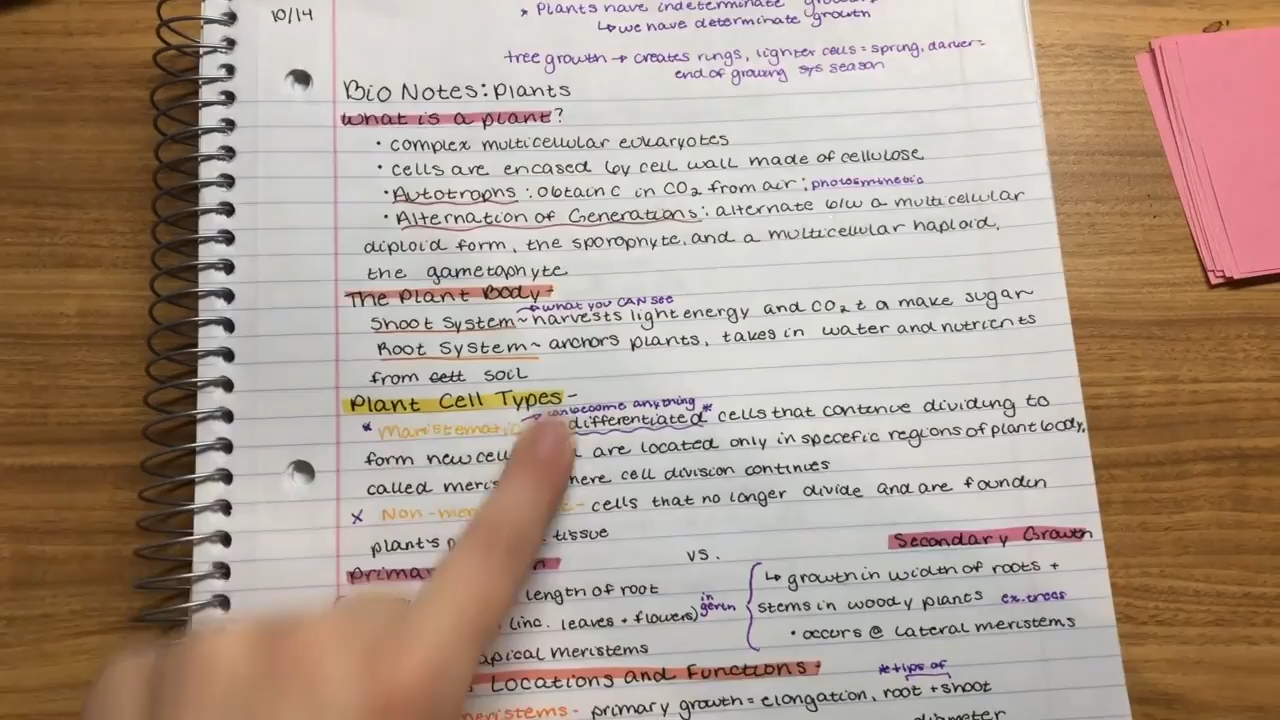 10/14
* Plants have indeterminate
↳ we have determinate growth
tree growth → creates rings, lighter cells = spring, darker =
end of growing sys season
Bio Notes: Plants
What is a plant?
• complex multicellular eukaryotes
• cells are encased by cell wall made of cellulose
• Autotrophs : obtain C in CO2 from air ;
• Alternation of Generations : alternate b/w a multicellular
diploid form, the sporophyte, and a multicellular haploid,
the gametophyte
The Plant Body -
→ what you CAN see
Shoot System ~ harvests light energy and CO2 t a make sugar
Root System ~ anchors plants, takes in water and nutrients
from cell soil
Plant Cell Types -
become anything
* Maristematic differentiated * cells that contenue dividing to
form new cell are located only in specefic regions of plant body,
called here cell division continues
x cells that no longer divide and are found in
plant's tissue
vs.
Secondary Growth
length of root
in
(inc. leaves + flowers)
apical meristems
↳ growth in width of roots +
stems in woody plants ex. trees
• occurs @ lateral meristems
Locations and Functions -
* tips of
primary growth = elongation, root + shoot